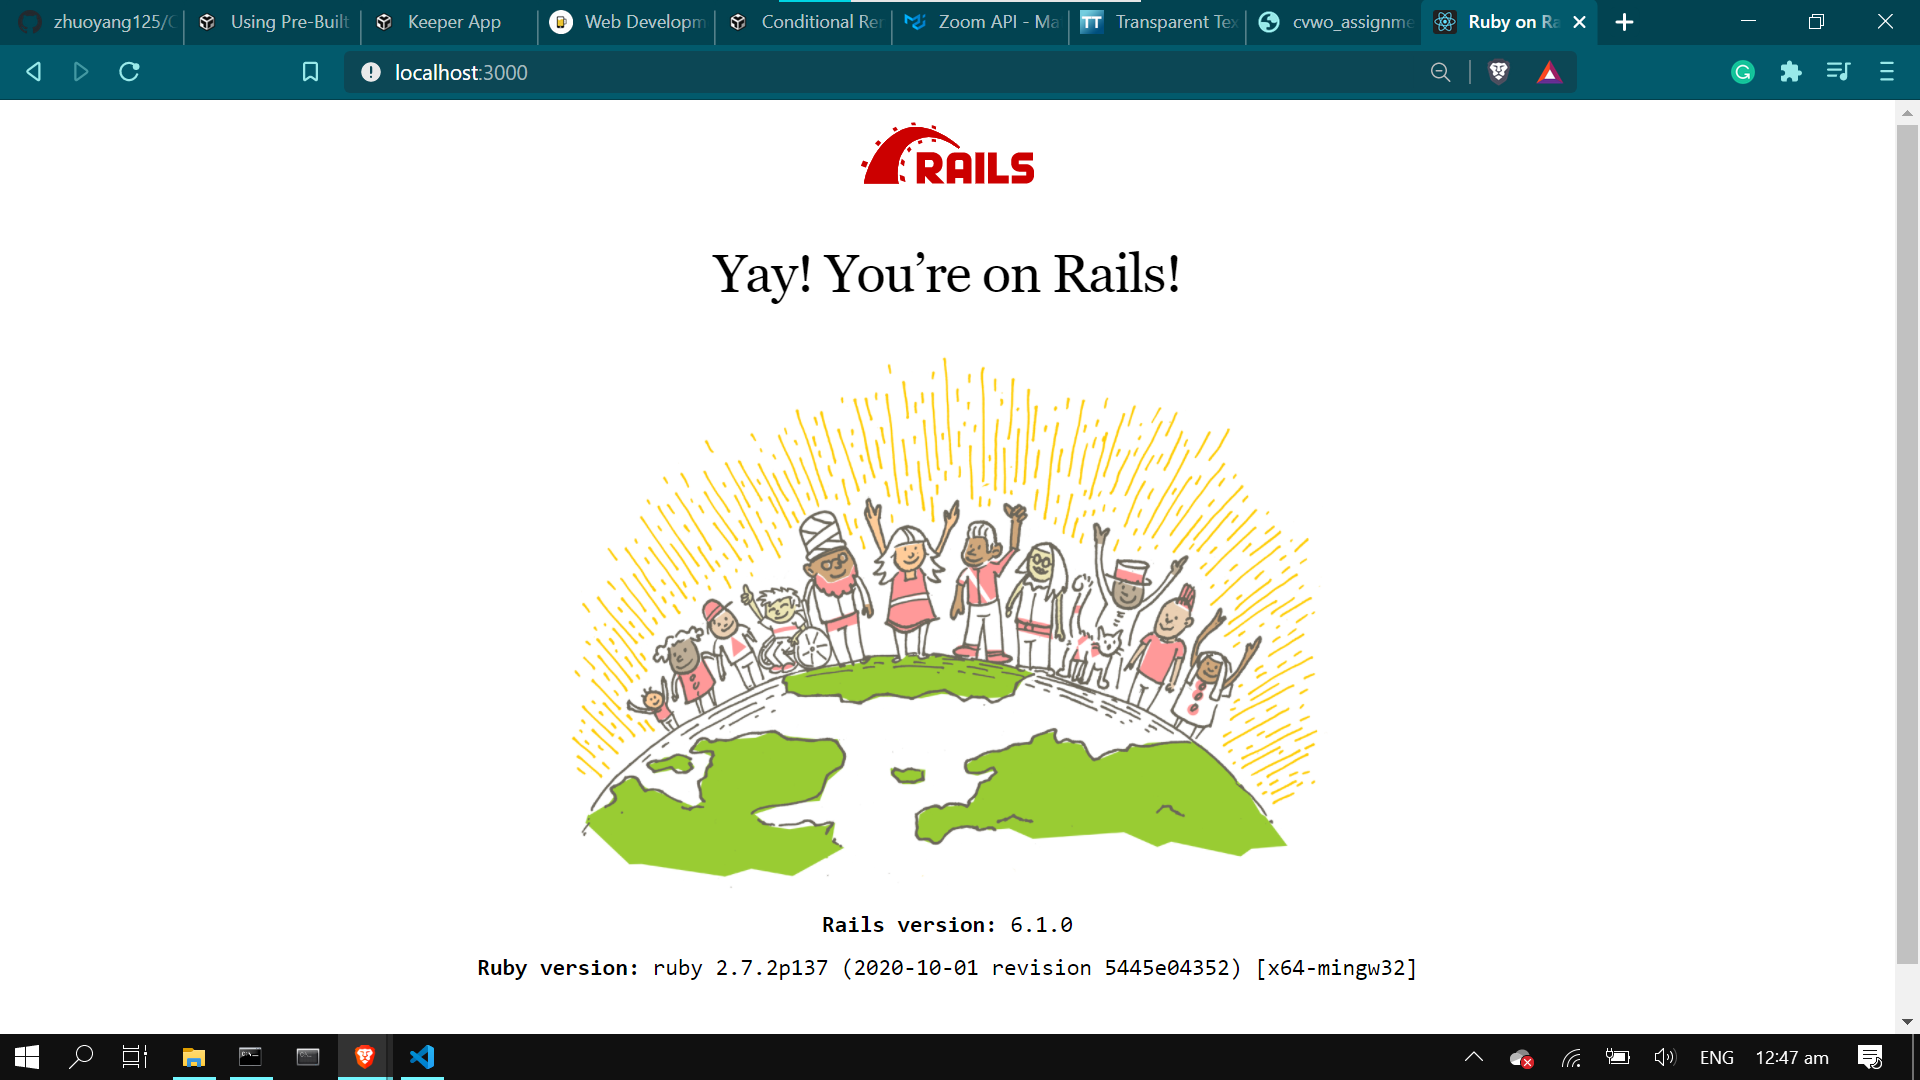 zhuoyang125/C
Using Pre-Built
Keeper App
Web Developm
Conditional Ren
Zoom API - Ma
TT Transparent Tex
cvwo_assignme
Ruby on Ra
localhost:3000
RAILS
Yay! You’re on Rails!
Rails version: 6.1.0
Ruby version: ruby 2.7.2p137 (2020-10-01 revision 5445e04352) [x64-mingw32]
ENG
12:47 am